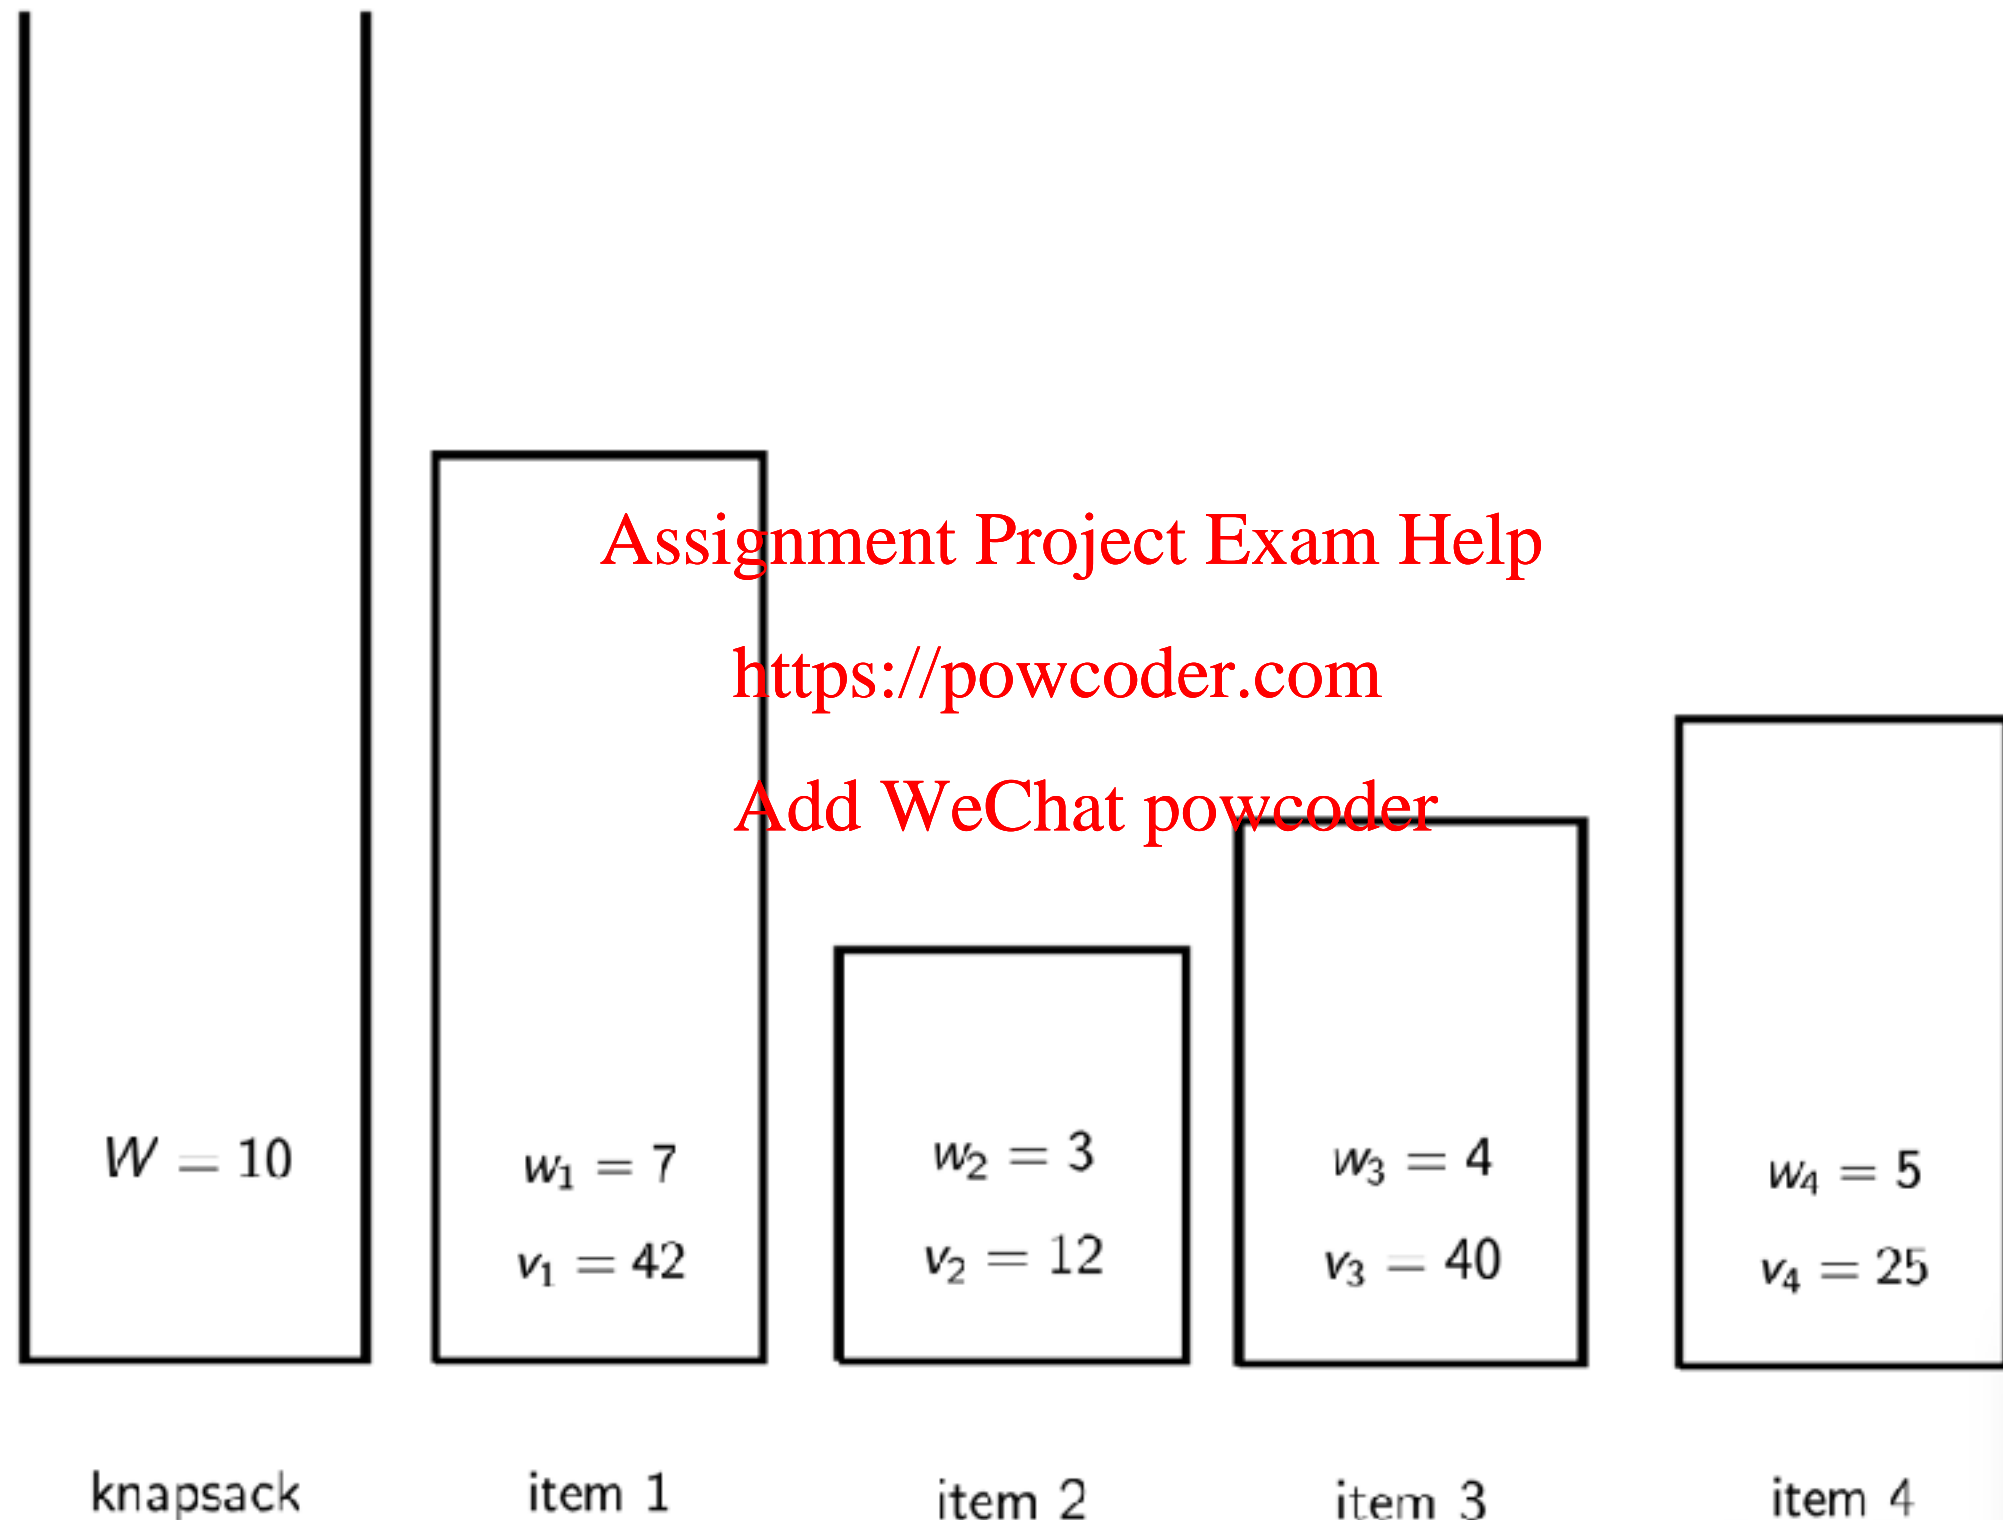 Assignment Project Exam Help
https://powcoder.com
Add WeChat powcoder
W = 10
w₁ = 7
v₁ = 42
w₂ = 3
v₂ = 12
w₃ = 4
v₃ = 40
w₄ = 5
v₄ = 25
knapsack
item 1
item 2
item 3
item 4